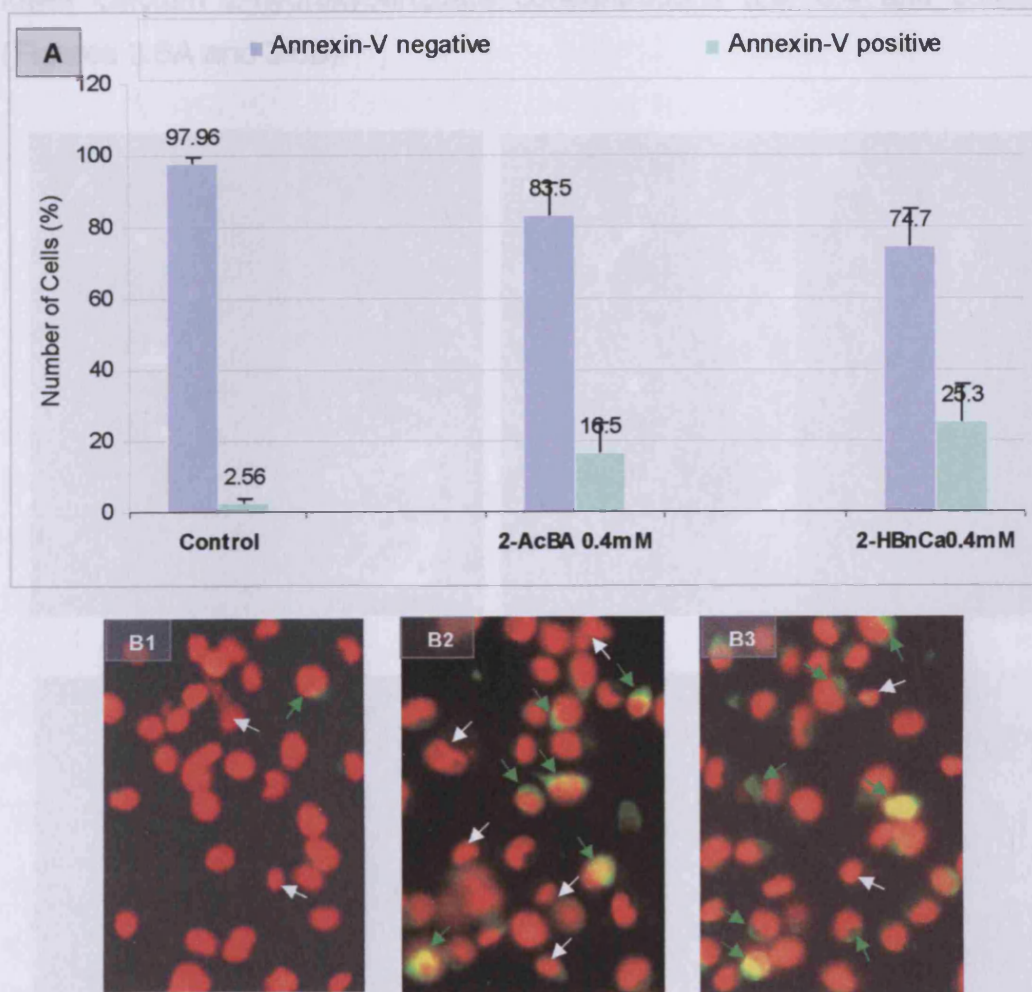 A
Annexin-V negative
Annexin-V positive
Number of Cells (%)
120
100
80
60
40
20
0
97.96
2.56
83.5
16.5
74.7
25.3
Control
2-AcBA 0.4mM
2-HBnCa0.4mM
B1
B2
B3